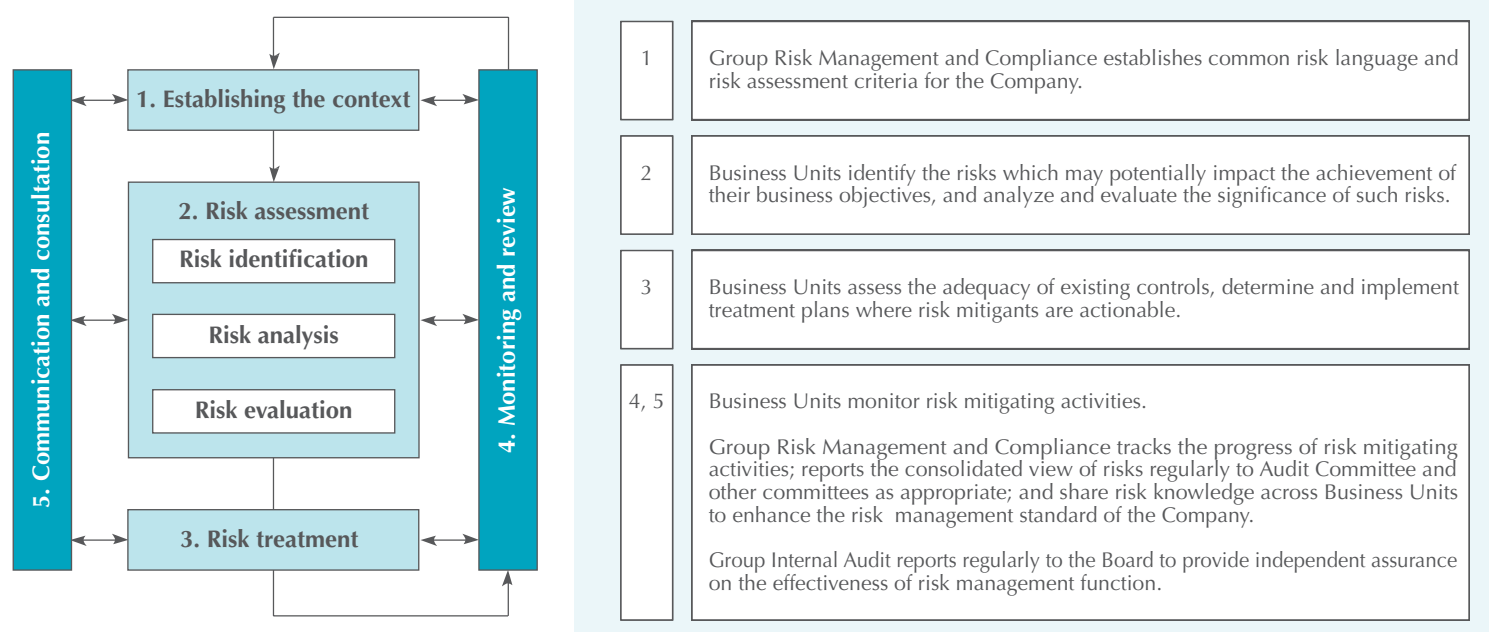 5. Communication and consultation
1. Establishing the context
2. Risk assessment
Risk identification
Risk analysis
Risk evaluation
3. Risk treatment
4. Monitoring and review
1
Group Risk Management and Compliance establishes common risk language and
risk assessment criteria for the Company.
2
Business Units identify the risks which may potentially impact the achievement of
their business objectives, and analyze and evaluate the significance of such risks.
3
Business Units assess the adequacy of existing controls, determine and implement
treatment plans where risk mitigants are actionable.
4, 5
Business Units monitor risk mitigating activities.
Group Risk Management and Compliance tracks the progress of risk mitigating
activities; reports the consolidated view of risks regularly to Audit Committee and
other committees as appropriate; and share risk knowledge across Business Units
to enhance the risk management standard of the Company.
Group Internal Audit reports regularly to the Board to provide independent assurance
on the effectiveness of risk management function.